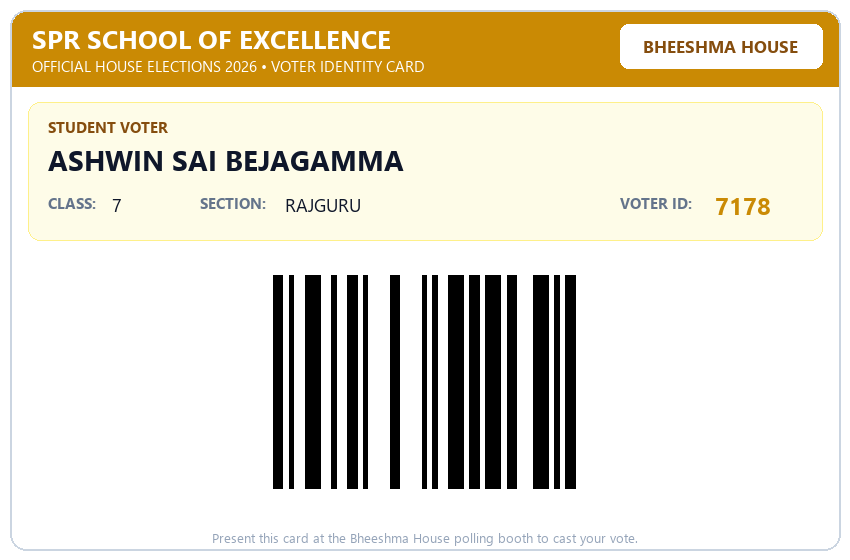 SPR SCHOOL OF EXCELLENCE
OFFICIAL HOUSE ELECTIONS 2026 • VOTER IDENTITY CARD
BHEESHMA HOUSE
STUDENT VOTER
ASHWIN SAI BEJAGAMMA
CLASS: 7 SECTION: RAJGURU VOTER ID: 7178
Present this card at the Bheeshma House polling booth to cast your vote.